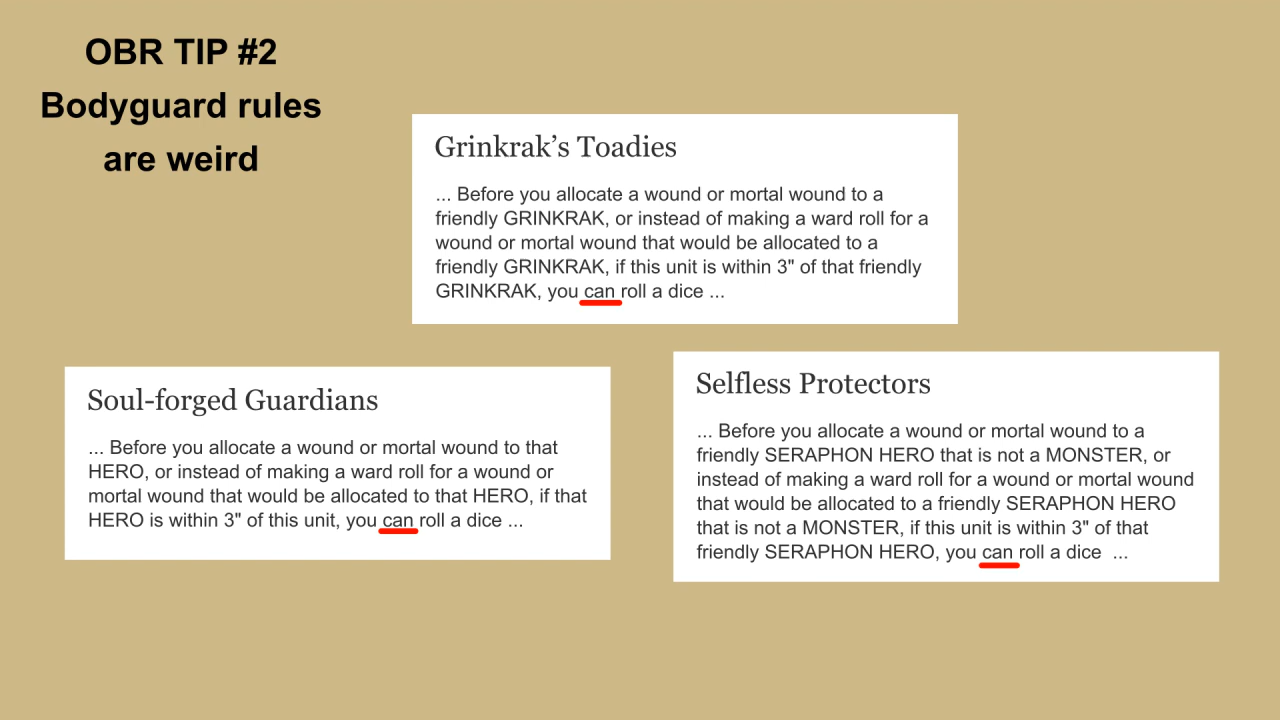 OBR TIP #2
Bodyguard rules
are weird
Grinkrak’s Toadies
... Before you allocate a wound or mortal wound to a
friendly GRINKRAK, or instead of making a ward roll for a
wound or mortal wound that would be allocated to a
friendly GRINKRAK, if this unit is within 3" of that friendly
GRINKRAK, you can roll a dice ...
Soul-forged Guardians
... Before you allocate a wound or mortal wound to that
HERO, or instead of making a ward roll for a wound or
mortal wound that would be allocated to that HERO, if that
HERO is within 3" of this unit, you can roll a dice ...
Selfless Protectors
... Before you allocate a wound or mortal wound to a
friendly SERAPHON HERO that is not a MONSTER, or
instead of making a ward roll for a wound or mortal wound
that would be allocated to a friendly SERAPHON HERO
that is not a MONSTER, if this unit is within 3" of that
friendly SERAPHON HERO, you can roll a dice ...